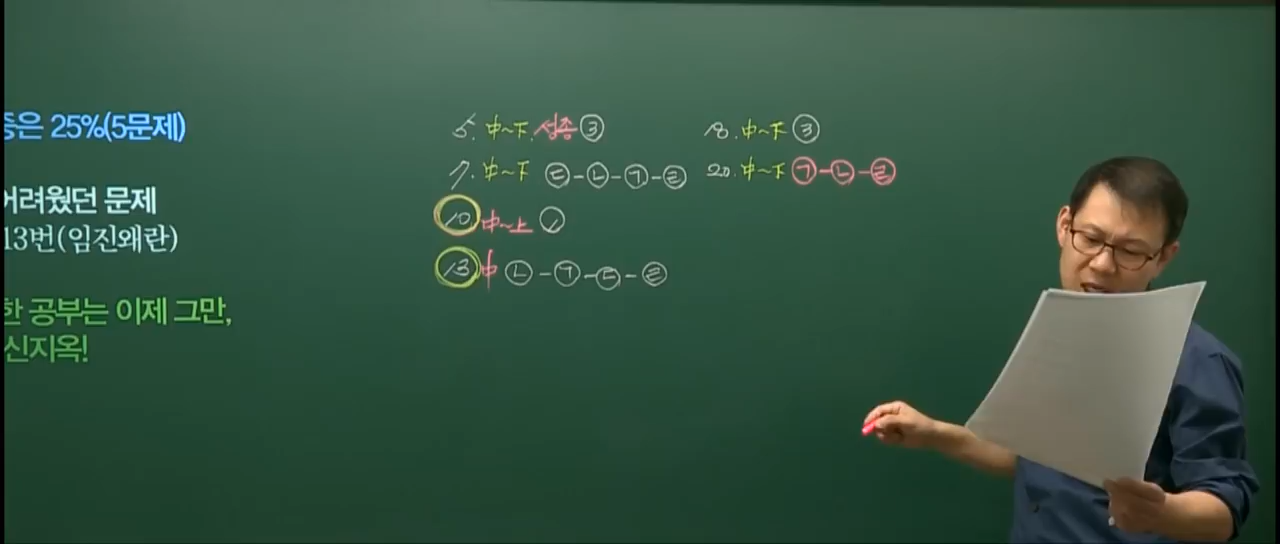 중은 25%(5문제)
어려웠던 문제
13번(임진왜란)
한 공부는 이제 그만,
신지옥!
5. 中~下. 성종 ③
7. 中~下 ㉢-㉡-㉠-㉣
10. 中~上 ①
13. 中 ㉡-㉠-㉢-㉣
18. 中~下 ③
20. 中~下 ㉠-㉡-㉣